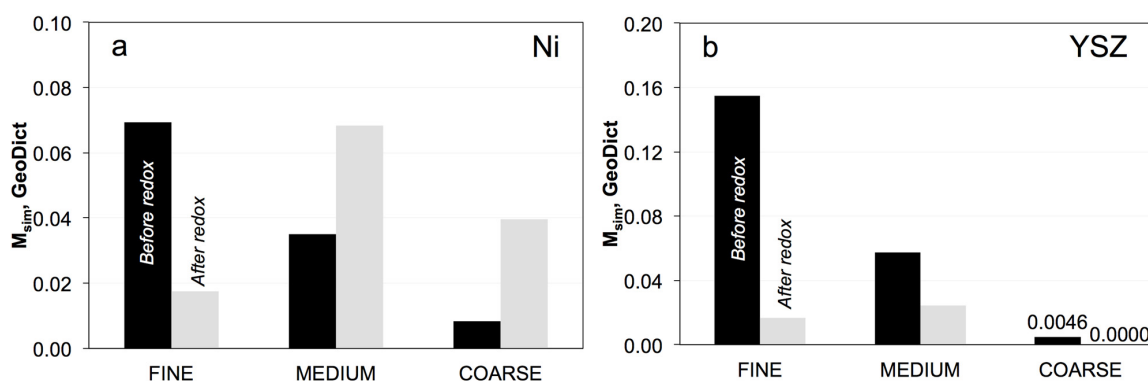 a
Ni
M_sim, GeoDict
0.10
0.08
0.06
0.04
0.02
0.00
Before redox
After redox
FINE
MEDIUM
COARSE
b
YSZ
M_sim, GeoDict
0.20
0.16
0.12
0.08
0.04
0.00
Before redox
After redox
0.0046
0.0000
FINE
MEDIUM
COARSE